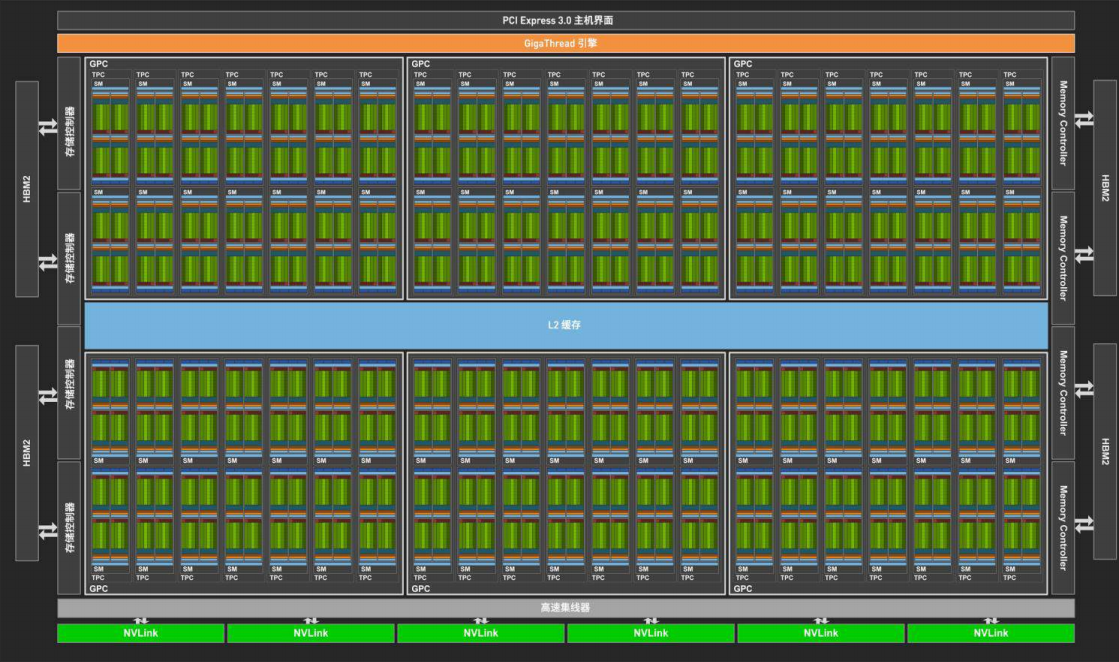 PCI Express 3.0 主机界面
GigaThread 引擎
GPC GPC GPC
TPC TPC TPC TPC TPC TPC TPC TPC TPC TPC TPC TPC TPC TPC TPC TPC TPC TPC TPC TPC TPC
SM SM SM SM SM SM SM SM SM SM SM SM SM SM SM SM SM SM SM SM SM
存储控制器
Memory Controller
HBM2
HBM2
SM SM SM SM SM SM SM SM SM SM SM SM SM SM SM SM SM SM SM SM SM
存储控制器
Memory Controller
L2 缓存
存储控制器
Memory Controller
HBM2
HBM2
SM SM SM SM SM SM SM SM SM SM SM SM SM SM SM SM SM SM SM SM SM
存储控制器
Memory Controller
SM SM SM SM SM SM SM SM SM SM SM SM SM SM SM SM SM SM SM SM SM
TPC TPC TPC TPC TPC TPC TPC TPC TPC TPC TPC TPC TPC TPC TPC TPC TPC TPC TPC TPC TPC
GPC GPC GPC
高速集线器
NVLink NVLink NVLink NVLink NVLink NVLink